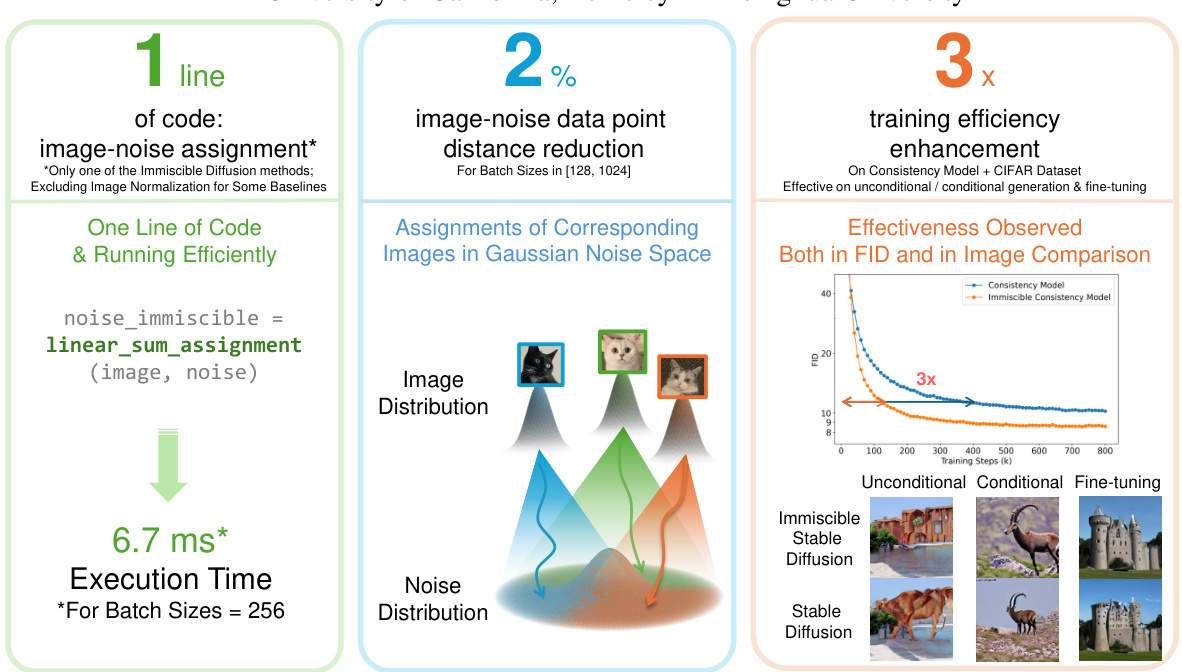 1 line
of code:
image-noise assignment*
*Only one of the Immiscible Diffusion methods;
Excluding Image Normalization for Some Baselines
One Line of Code
& Running Efficiently
noise_immiscible =
linear_sum_assignment
(image, noise)
6.7 ms*
Execution Time
*For Batch Sizes = 256
2 %
image-noise data point
distance reduction
For Batch Sizes in [128, 1024]
Assignments of Corresponding
Images in Gaussian Noise Space
Image
Distribution
Noise
Distribution
3 x
training efficiency
enhancement
On Consistency Model + CIFAR Dataset
Effective on unconditional / conditional generation & fine-tuning
Effectiveness Observed
Both in FID and in Image Comparison
Consistency Model
Immiscible Consistency Model
FID
40
20
10
9
8
3x
0 100 200 300 400 500 600 700 800
Training Steps (k)
Unconditional Conditional Fine-tuning
Immiscible
Stable
Diffusion
Stable
Diffusion